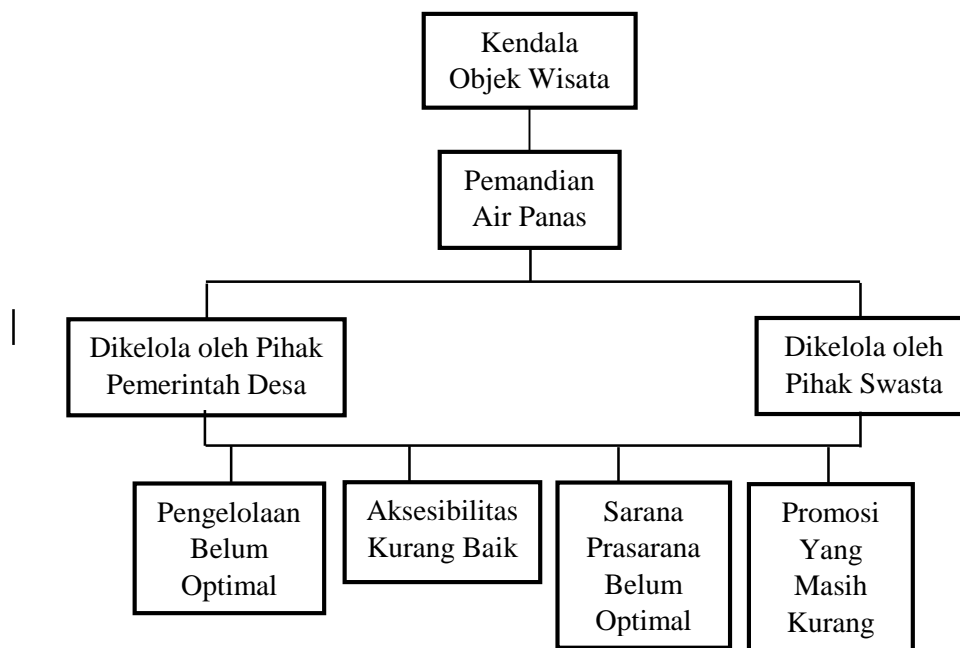 Kendala
Objek Wisata
Pemandian
Air Panas
Dikelola oleh Pihak
Pemerintah Desa
Dikelola oleh
Pihak Swasta
Pengelolaan
Belum
Optimal
Aksesibilitas
Kurang Baik
Sarana
Prasarana
Belum
Optimal
Promosi
Yang
Masih
Kurang